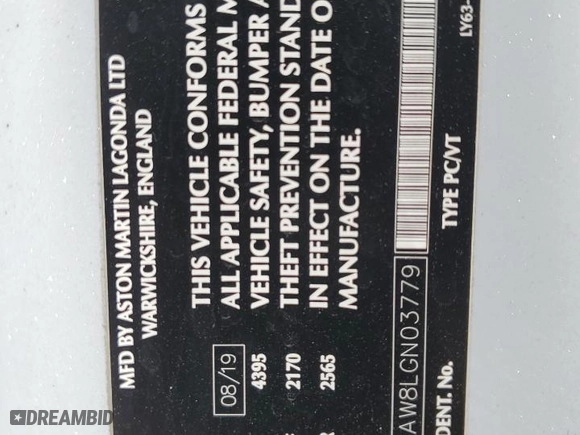 MFD BY ASTON MARTIN LAGONDA LTD
WARWICKSHIRE, ENGLAND
THIS VEHICLE CONFORMS
ALL APPLICABLE FEDERAL M
VEHICLE SAFETY, BUMPER A
THEFT PREVENTION STAND
IN EFFECT ON THE DATE O
MANUFACTURE.
08/19
4395
2170
2565
AW8LGN03779
DENT. No.
TYPE PC/VT
LY63-
DREAMBID